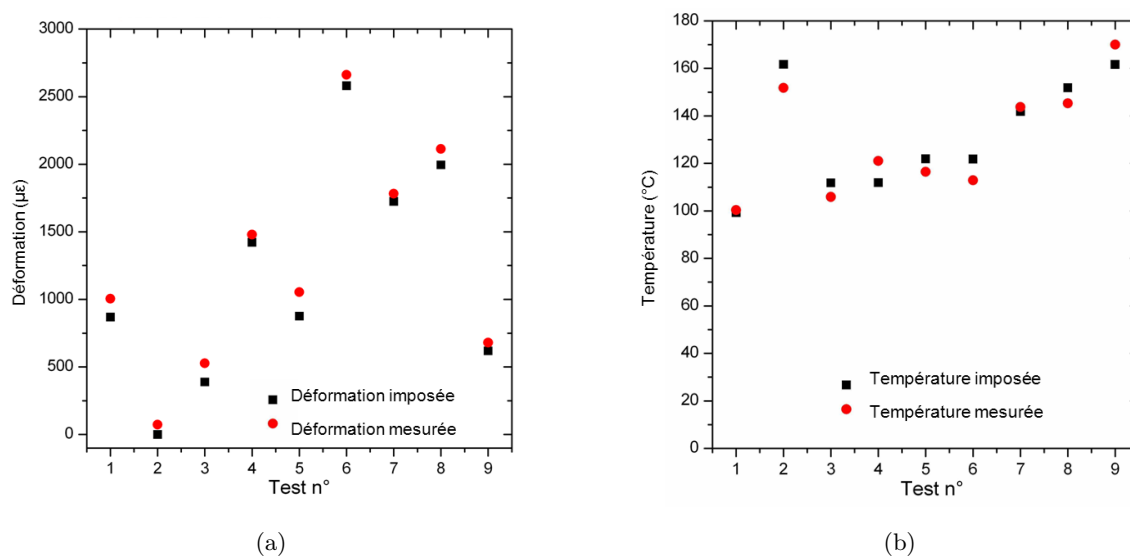 3000
2500
2000
1500
1000
500
0
Déformation (με)
Déformation imposée
Déformation mesurée
1 2 3 4 5 6 7 8 9
Test n°
(a)
180
160
140
120
100
80
60
40
20
0
Température (°C)
Température imposée
Température mesurée
1 2 3 4 5 6 7 8 9
Test n°
(b)